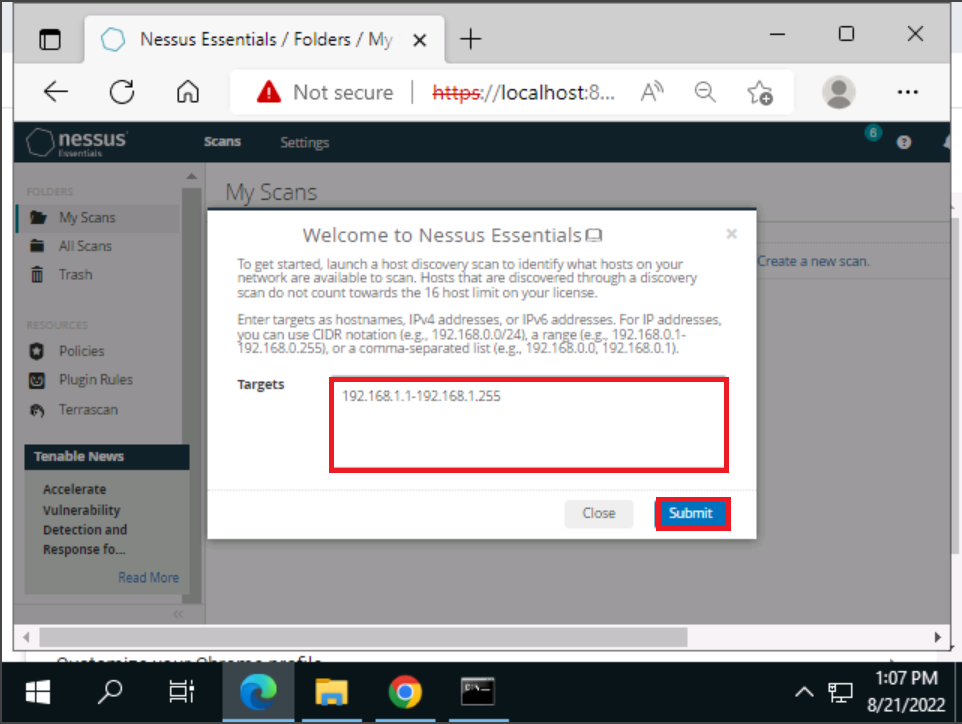 Nessus Essentials / Folders / My
Not secure
https://localhost:8...
nessus
Essentials
Scans
Settings
6
?
FOLDERS
My Scans
All Scans
Trash
RESOURCES
Policies
Plugin Rules
Terrascan
Tenable News
Accelerate
Vulnerability
Detection and
Response fo...
Read More
My Scans
Create a new scan.
Welcome to Nessus Essentials
To get started, launch a host discovery scan to identify what hosts on your
network are available to scan. Hosts that are discovered through a discovery
scan do not count towards the 16 host limit on your license.
Enter targets as hostnames, IPv4 addresses, or IPv6 addresses. For IP addresses,
you can use CIDR notation (e.g., 192.168.0.0/24), a range (e.g., 192.168.0.1-
192.168.0.255), or a comma-separated list (e.g., 192.168.0.0, 192.168.0.1).
Targets
192.168.1.1-192.168.1.255
Close
Submit
Customize your Chrome profile
1:07 PM
8/21/2022